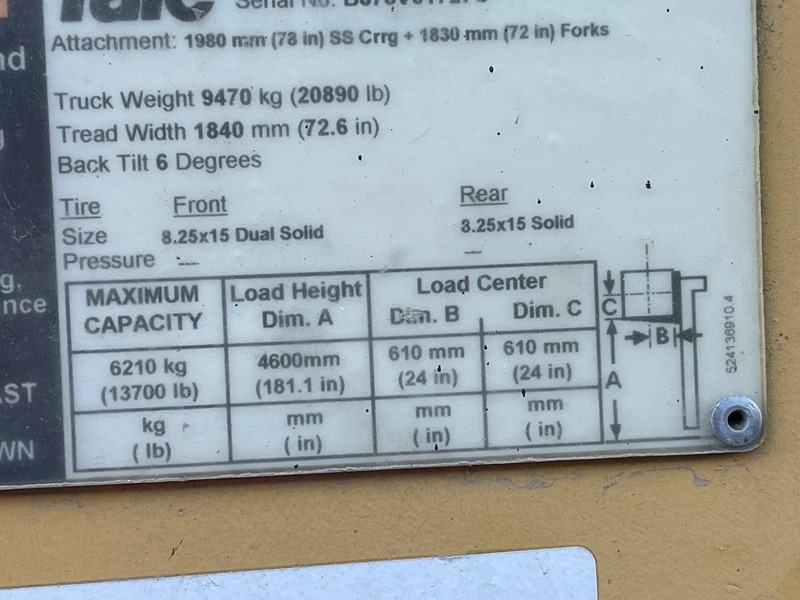 Attachment: 1980 mm (78 in) SS Crrg + 1830 mm (72 in) Forks
Truck Weight 9470 kg (20890 lb)
Tread Width 1840 mm (72.6 in)
Back Tilt 6 Degrees
Tire Front Rear
Size 8.25x15 Dual Solid 8.25x15 Solid
Pressure
MAXIMUM CAPACITY
Load Height Dim. A
Load Center
Dim. B Dim. C
6210 kg 4600mm 610 mm 610 mm
(13700 lb) (181.1 in) (24 in) (24 in)
kg mm mm mm
( lb) ( in) ( in) ( in)
C
B
A
524136910.4
nd
g,
nce
AST
WN